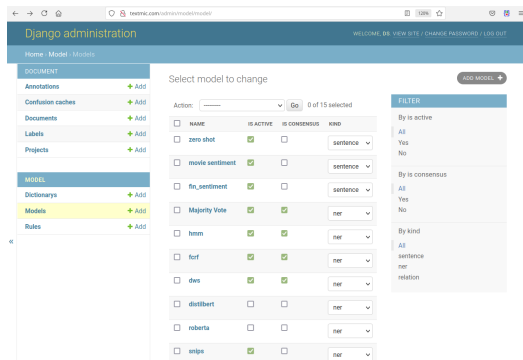 texmic.com/admin/model/model/
120%
Django administration
WELCOME, DS. VIEW SITE / CHANGE PASSWORD / LOG OUT
Home › Model › Models
DOCUMENT
Annotations + Add
Confusion caches + Add
Documents + Add
Labels + Add
Projects + Add
MODEL
Dictionarys + Add
Models + Add
Rules + Add
«
Select model to change
ADD MODEL +
Action: --------- Go 0 of 15 selected
NAME IS ACTIVE IS CONSENSUS KIND
zero shot sentence
movie sentiment sentence
fin_sentiment sentence
Majority Vote ner
hmm ner
fcrf ner
dws ner
distilbert ner
roberta ner
snips ner
FILTER
By is active
All
Yes
No
By is consensus
All
Yes
No
By kind
All
sentence
ner
relation